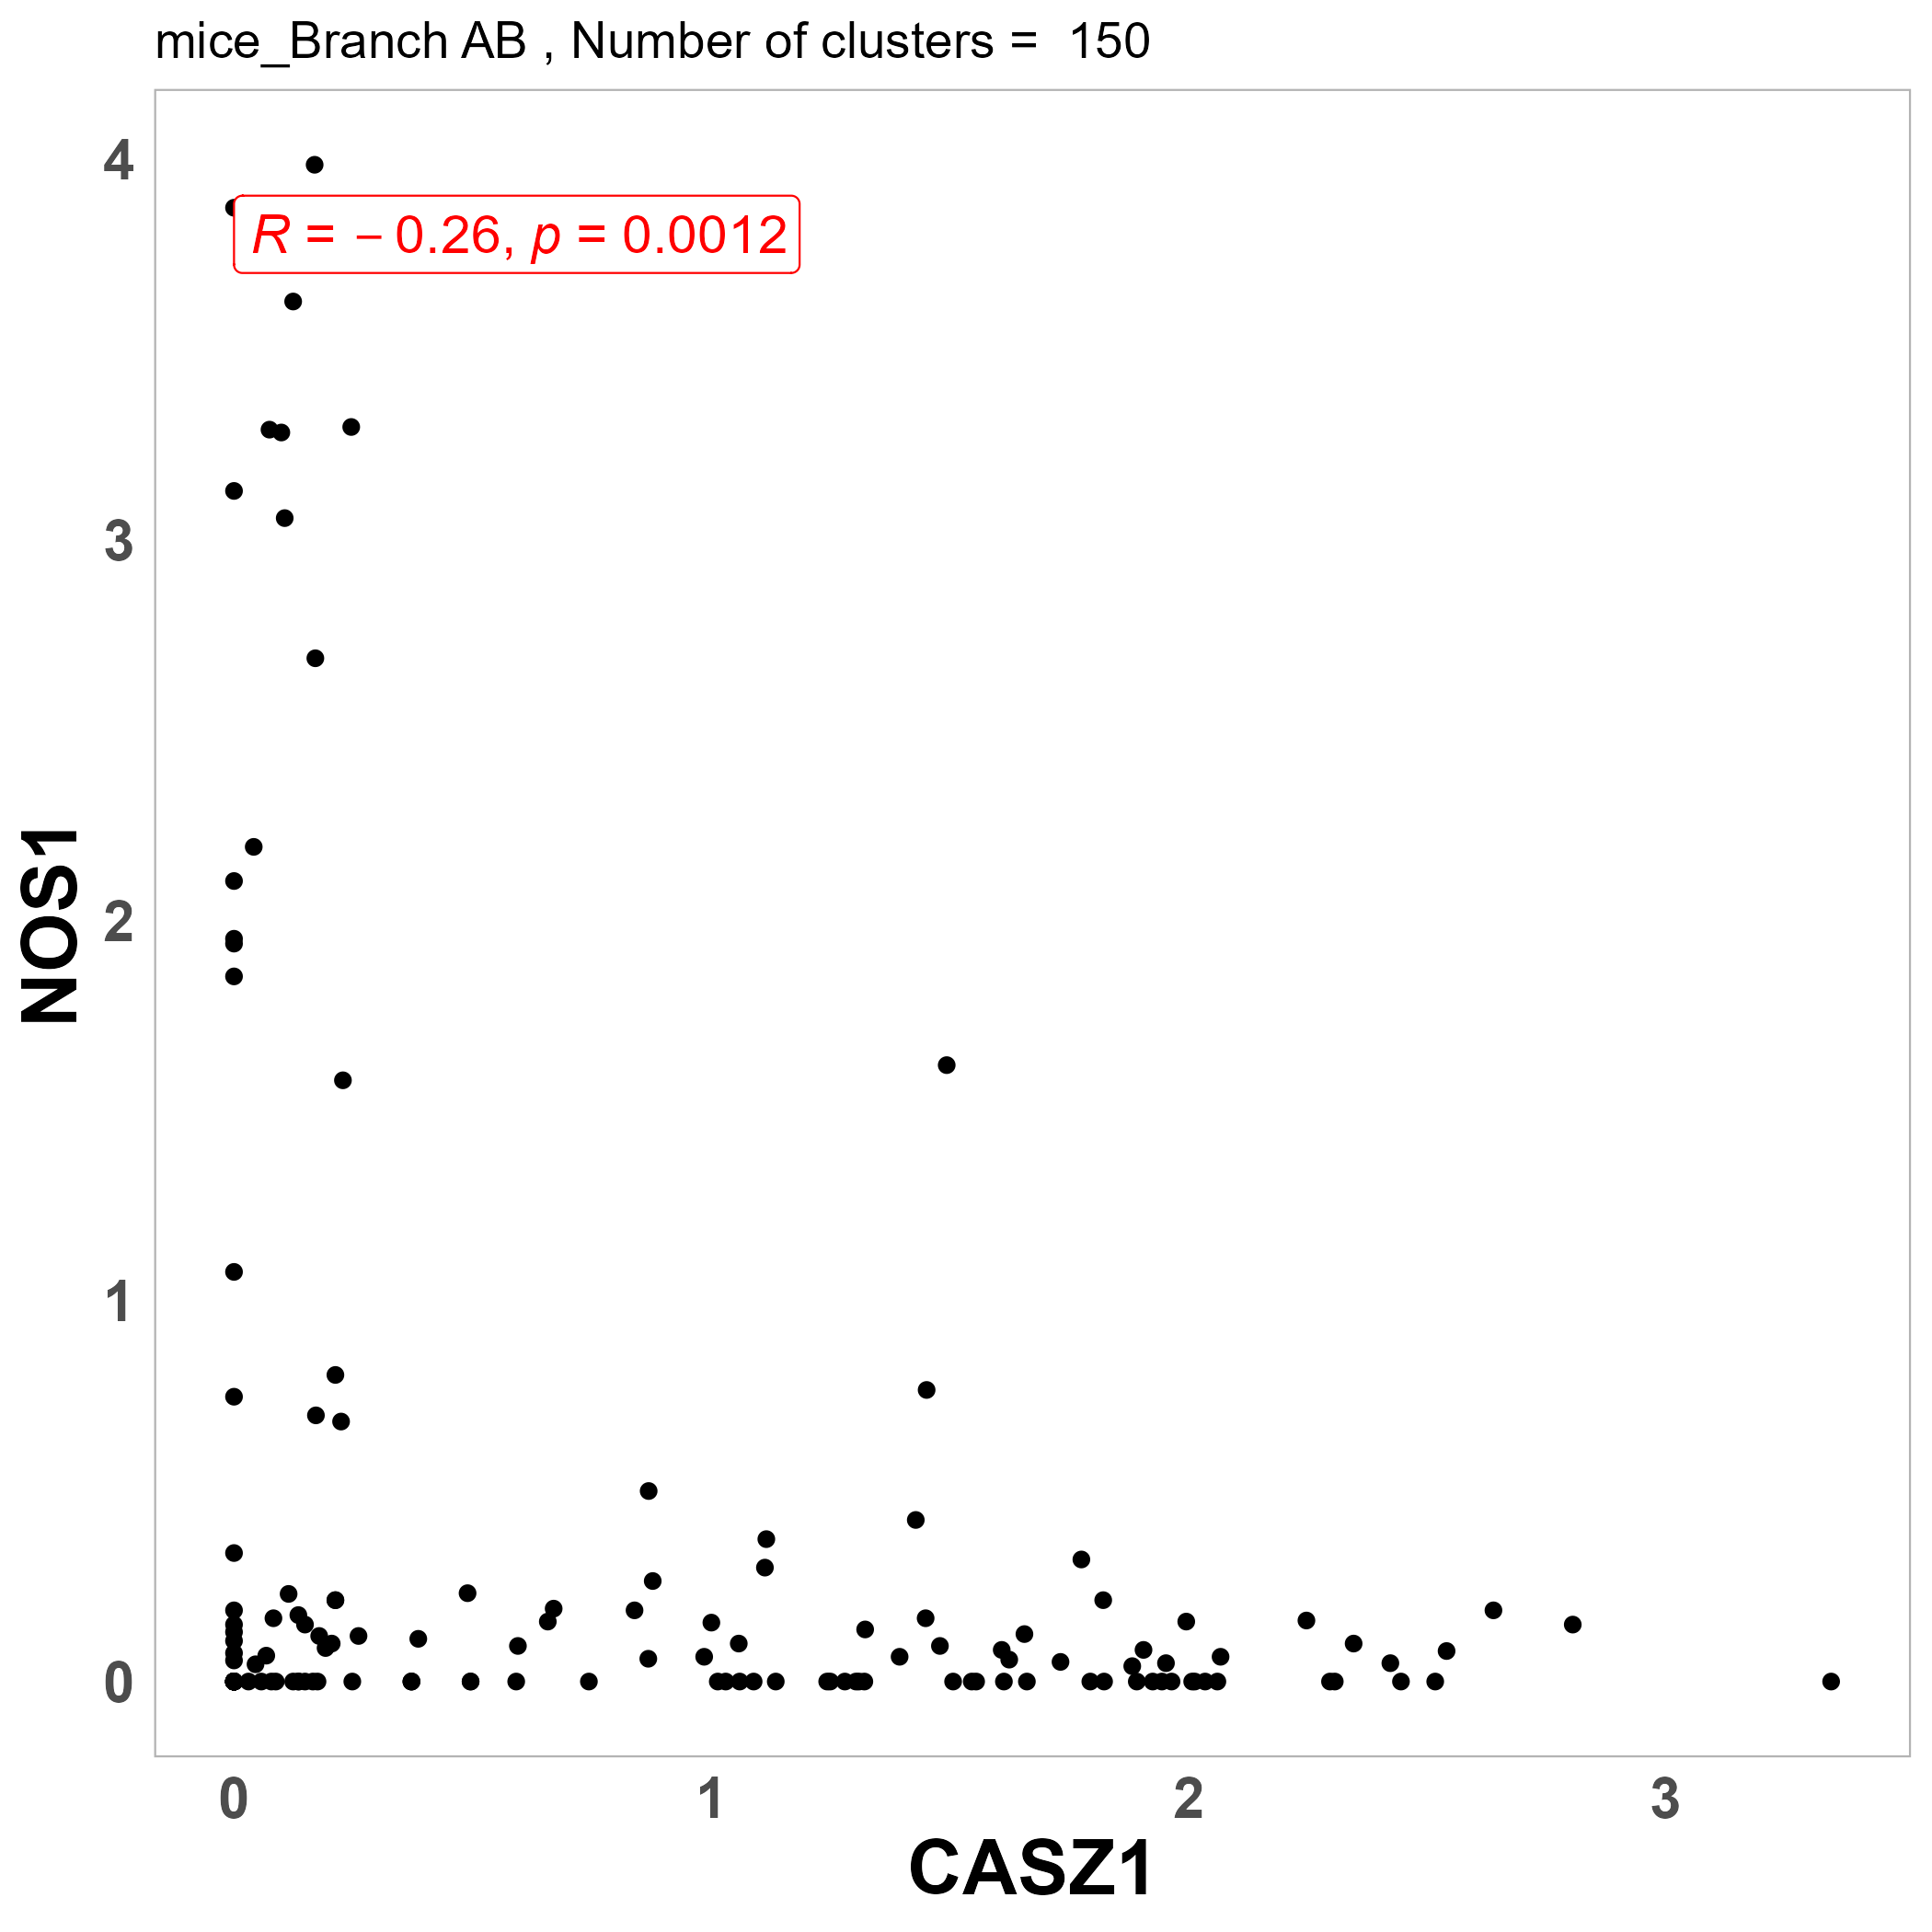 mice_Branch AB , Number of clusters =  150
4
R = − 0.26, p = 0.0012
3
2
1
0
NOS1
0 1 2 3
CASZ1